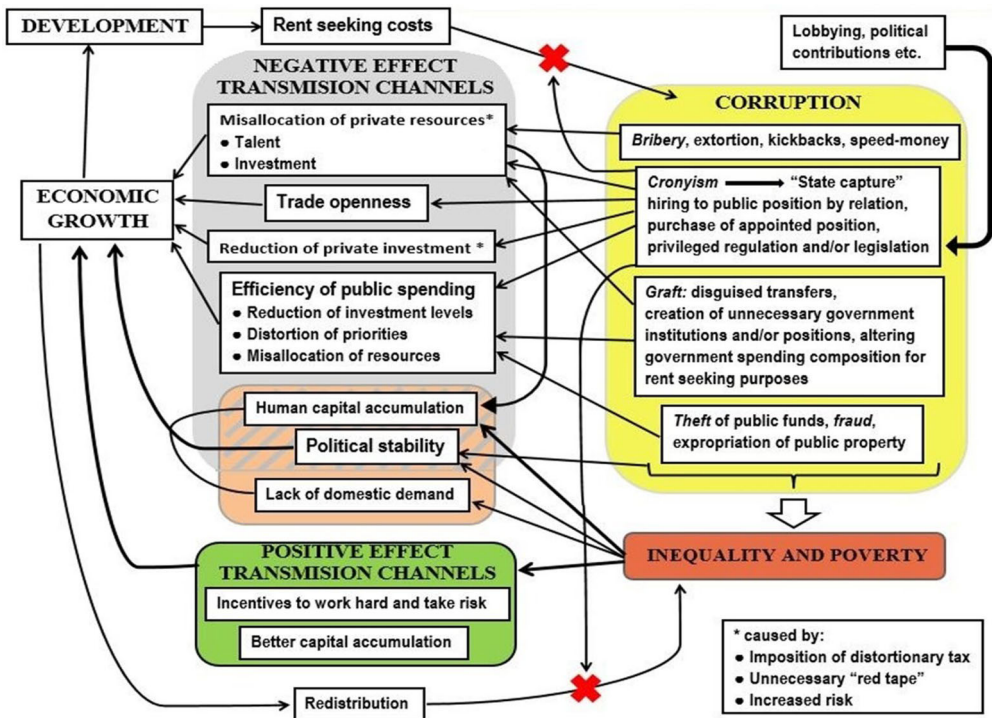 DEVELOPMENT
Rent seeking costs
Lobbying, political
contributions etc.
NEGATIVE EFFECT
TRANSMISION CHANNELS
Misallocation of private resources*
● Talent
● Investment
Trade openness
Reduction of private investment *
Efficiency of public spending
● Reduction of investment levels
● Distortion of priorities
● Misallocation of resources
ECONOMIC
GROWTH
Human capital accumulation
Political stability
Lack of domestic demand
POSITIVE EFFECT
TRANSMISION CHANNELS
Incentives to work hard and take risk
Better capital accumulation
Redistribution
CORRUPTION
Bribery, extortion, kickbacks, speed-money
Cronyism → “State capture”
hiring to public position by relation,
purchase of appointed position,
privileged regulation and/or legislation
Graft: disguised transfers,
creation of unnecessary government
institutions and/or positions, altering
government spending composition for
rent seeking purposes
Theft of public funds, fraud,
expropriation of public property
INEQUALITY AND POVERTY
* caused by:
● Imposition of distortionary tax
● Unnecessary “red tape”
● Increased risk